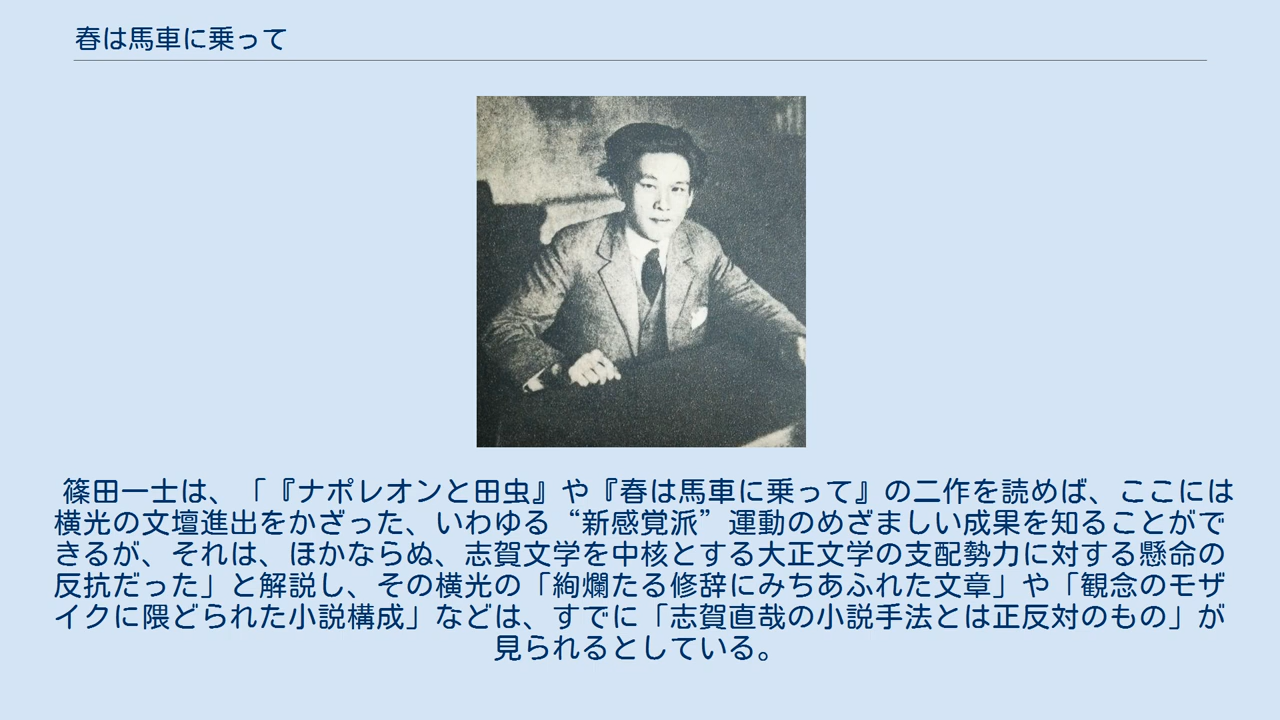 春は馬車に乗って
篠田一士は、「『ナポレオンと田虫』や『春は馬車に乗って』の二作を読めば、ここには
横光の文壇進出をかざった、いわゆる“新感覚派”運動のめざましい成果を知ることがで
きるが、それは、ほかならぬ、志賀文学を中核とする大正文学の支配勢力に対する懸命の
反抗だった」と解説し、その横光の「絢爛たる修辞にみちあふれた文章」や「観念のモザ
イクに隈どられた小説構成」などは、すでに「志賀直哉の小説手法とは正反対のもの」が
見られるとしている。